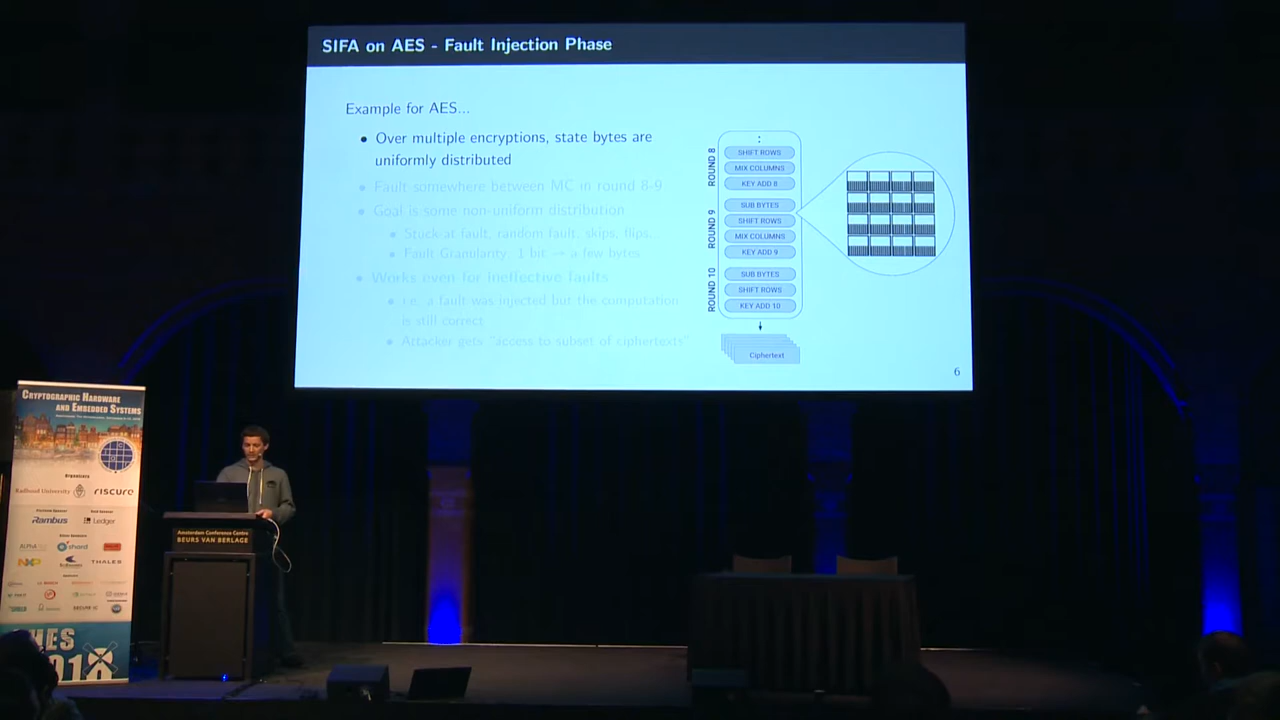 SIFA on AES - Fault Injection Phase
Example for AES...
• Over multiple encryptions, state bytes are
uniformly distributed
• Fault somewhere between MC in round 8-9
• Goal is some non-uniform distribution
• Stuck-at fault, random fault, skips, flips..
• Fault Granularity: 1 bit → a few bytes
• Works even for ineffective faults
• i.e. a fault was injected but the computation
is still correct
• Attacker gets "access to subset of ciphertexts"
ROUND 8
SHIFT ROWS
MIX COLUMNS
KEY ADD 8
ROUND 9
SUB BYTES
SHIFT ROWS
MIX COLUMNS
KEY ADD 9
ROUND 10
SUB BYTES
SHIFT ROWS
KEY ADD 10
Ciphertext
6
CRYPTOGRAPHIC HARDWARE
AND EMBEDDED SYSTEMS
Organizers
Radboud University
riscure
Rambus
Ledger
NXP
THALES
SECURE IC
Amsterdam Conference Centre
BEURS VAN BERLAGE